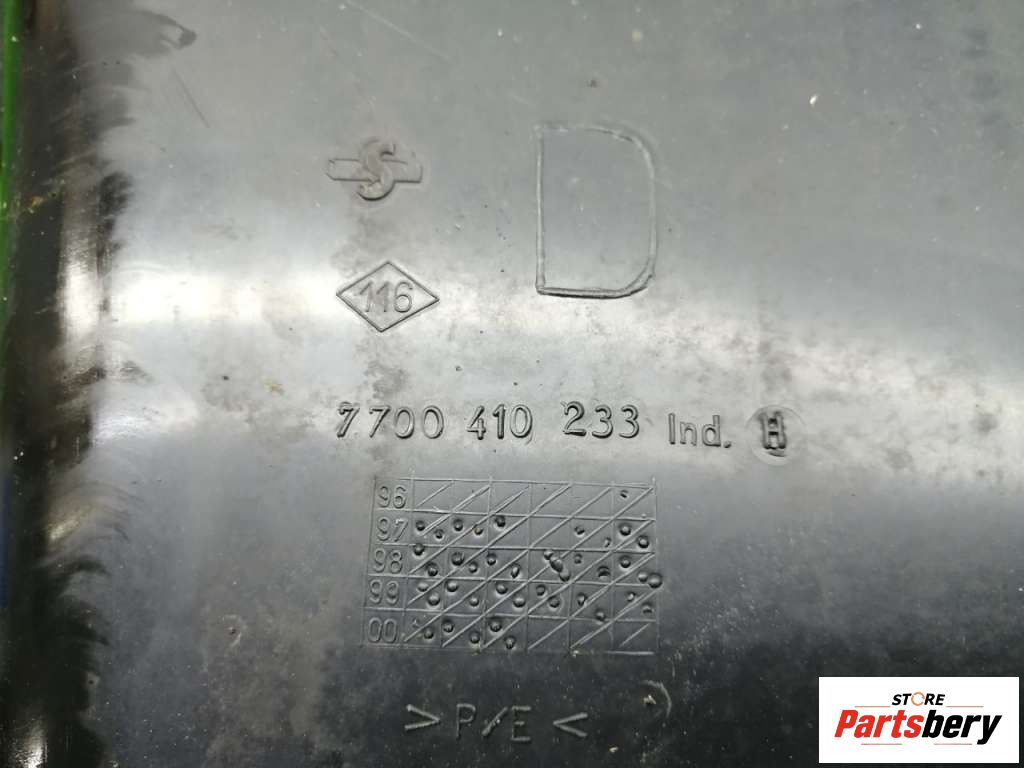 S
D
116
7700 410 233 Ind. H
96
97
98
99
00
>P/E<
STORE
Partsbery